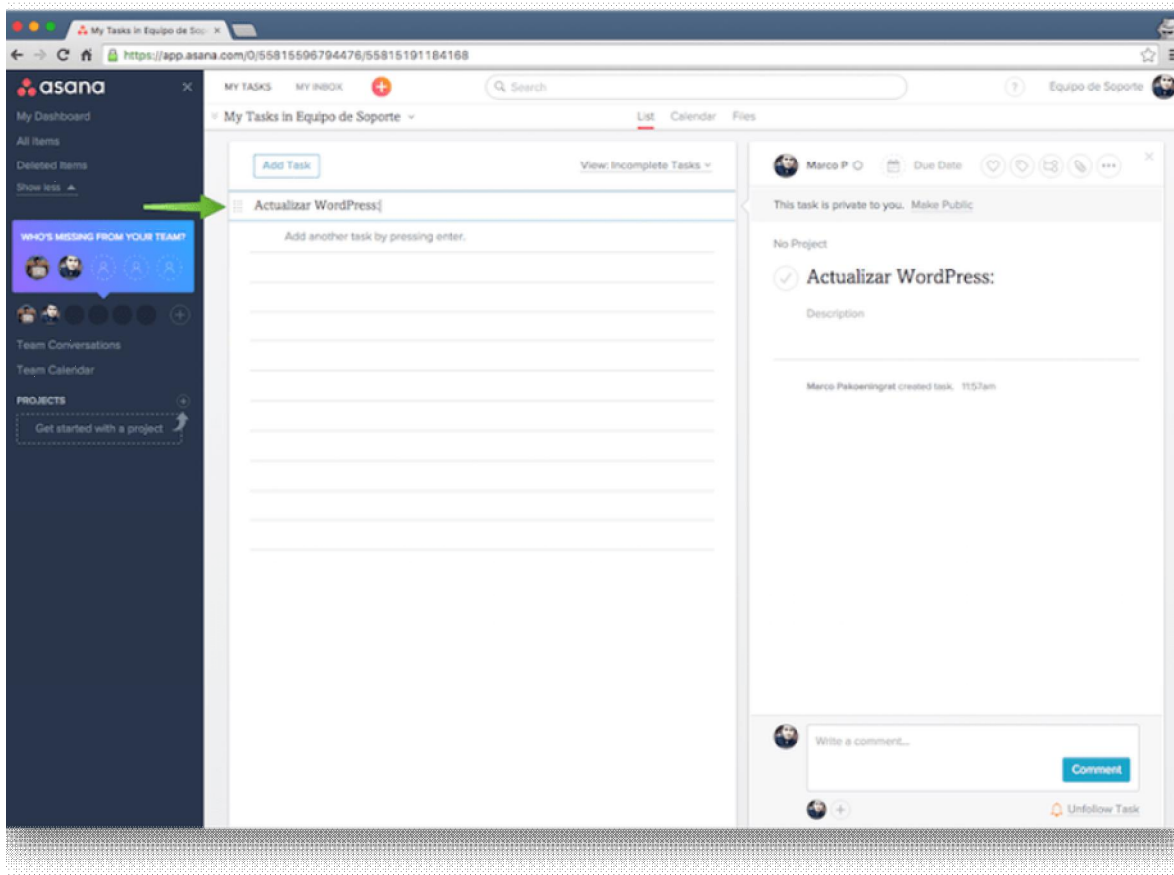 My Tasks in Equipo de Sop
https://app.asana.com/0/55815596794476/55815191184168
asana
MY TASKS MY INBOX
Search
?
Equipo de Soporte
My Dashboard
All Items
Deleted Items
Show less
My Tasks in Equipo de Soporte
List Calendar Files
WHO'S MISSING FROM YOUR TEAM?
Team Conversations
Team Calendar
PROJECTS
Get started with a project
Add Task
View: Incomplete Tasks
Actualizar WordPress:
Add another task by pressing enter.
Marco P
Due Date
This task is private to you. Make Public
No Project
Actualizar WordPress:
Description
Marco Pakoeningrat created task. 11:57am
Write a comment...
Comment
Unfollow Task